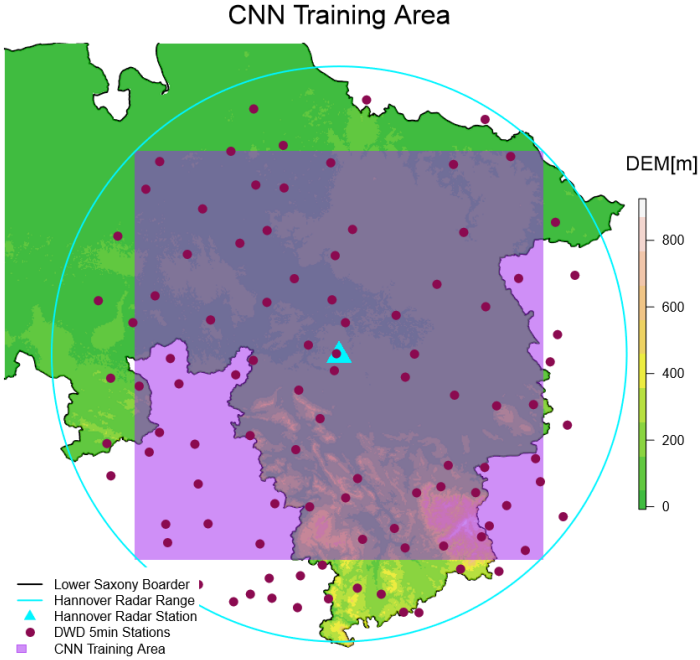 CNN Training Area
DEM[m]
800
600
400
200
0
Lower Saxony Boarder
Hannover Radar Range
Hannover Radar Station
DWD 5min Stations
CNN Training Area